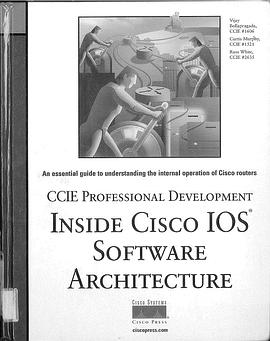 Vijay
Bollapragada,
CCIE #1606
Curtis Murphy,
CCIE #1521
Russ White,
CCIE #2635
An essential guide to understanding the internal operation of Cisco routers
CCIE PROFESSIONAL DEVELOPMENT
INSIDE CISCO IOS®
SOFTWARE
ARCHITECTURE
CISCO SYSTEMS
CISCO PRESS
ciscopress.com